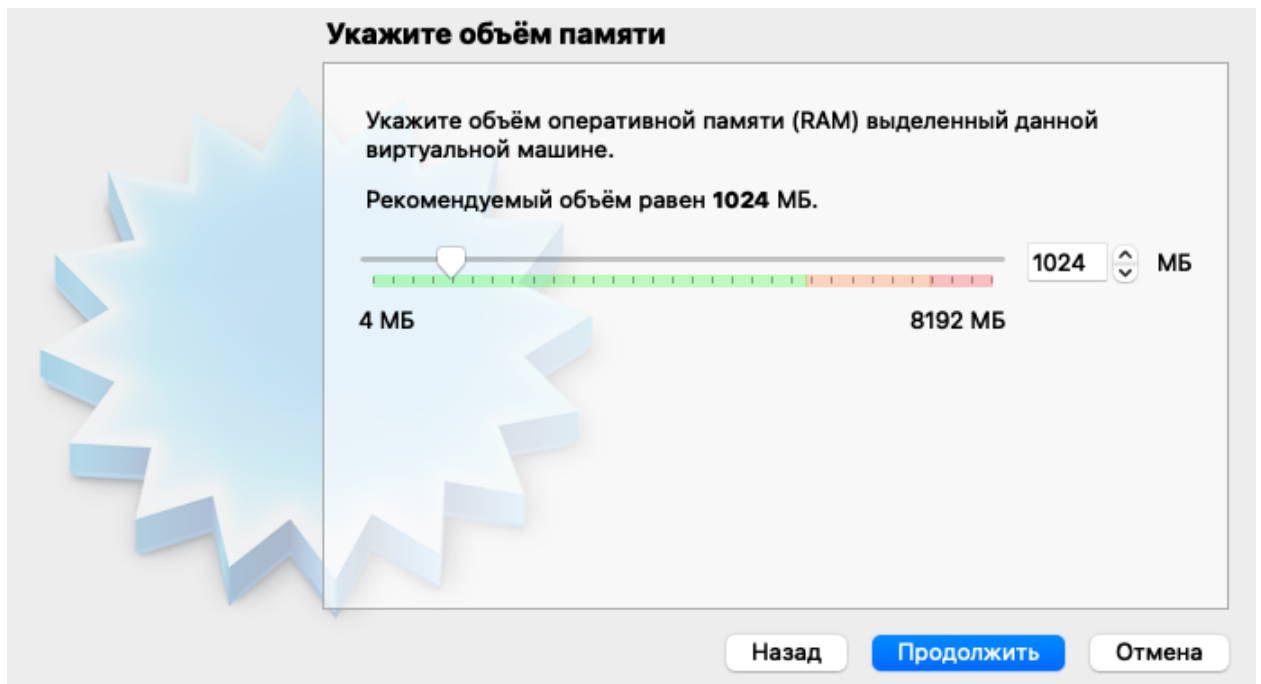 Укажите объём памяти
Укажите объём оперативной памяти (RAM) выделенный данной
виртуальной машине.
Рекомендуемый объём равен 1024 МБ.
1024 МБ
4 МБ 8192 МБ
Назад Продолжить Отмена